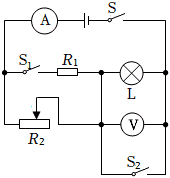 A S
S₁ R₁
L
R₂ V
S₂